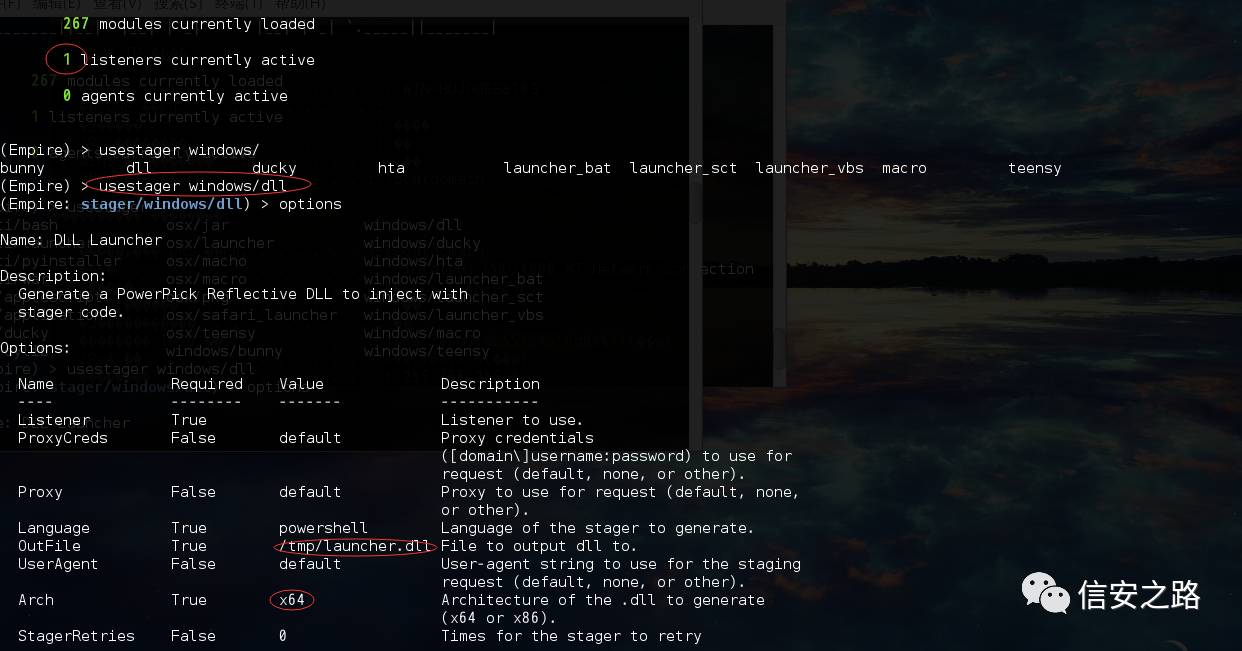 267 modules currently loaded
1 listeners currently active
0 agents currently active
(Empire) > usestager windows/
bunny dll ducky hta launcher_bat launcher_sct launcher_vbs macro teensy
(Empire) > usestager windows/dll
(Empire: stager/windows/dll) > options
Name: DLL Launcher
Description:
Generate a PowerPick Reflective DLL to inject with
stager code.
Options:
Name Required Value Description
---- -------- ------- -----------
Listener True Listener to use.
ProxyCreds False default Proxy credentials
([domain\]username:password) to use for
request (default, none, or other).
Proxy False default Proxy to use for request (default, none,
or other).
Language True powershell Language of the stager to generate.
OutFile True /tmp/launcher.dll File to output dll to.
UserAgent False default User-agent string to use for the staging
request (default, none, or other).
Arch True x64 Architecture of the .dll to generate
(x64 or x86).
StagerRetries False 0 Times for the stager to retry
信安之路